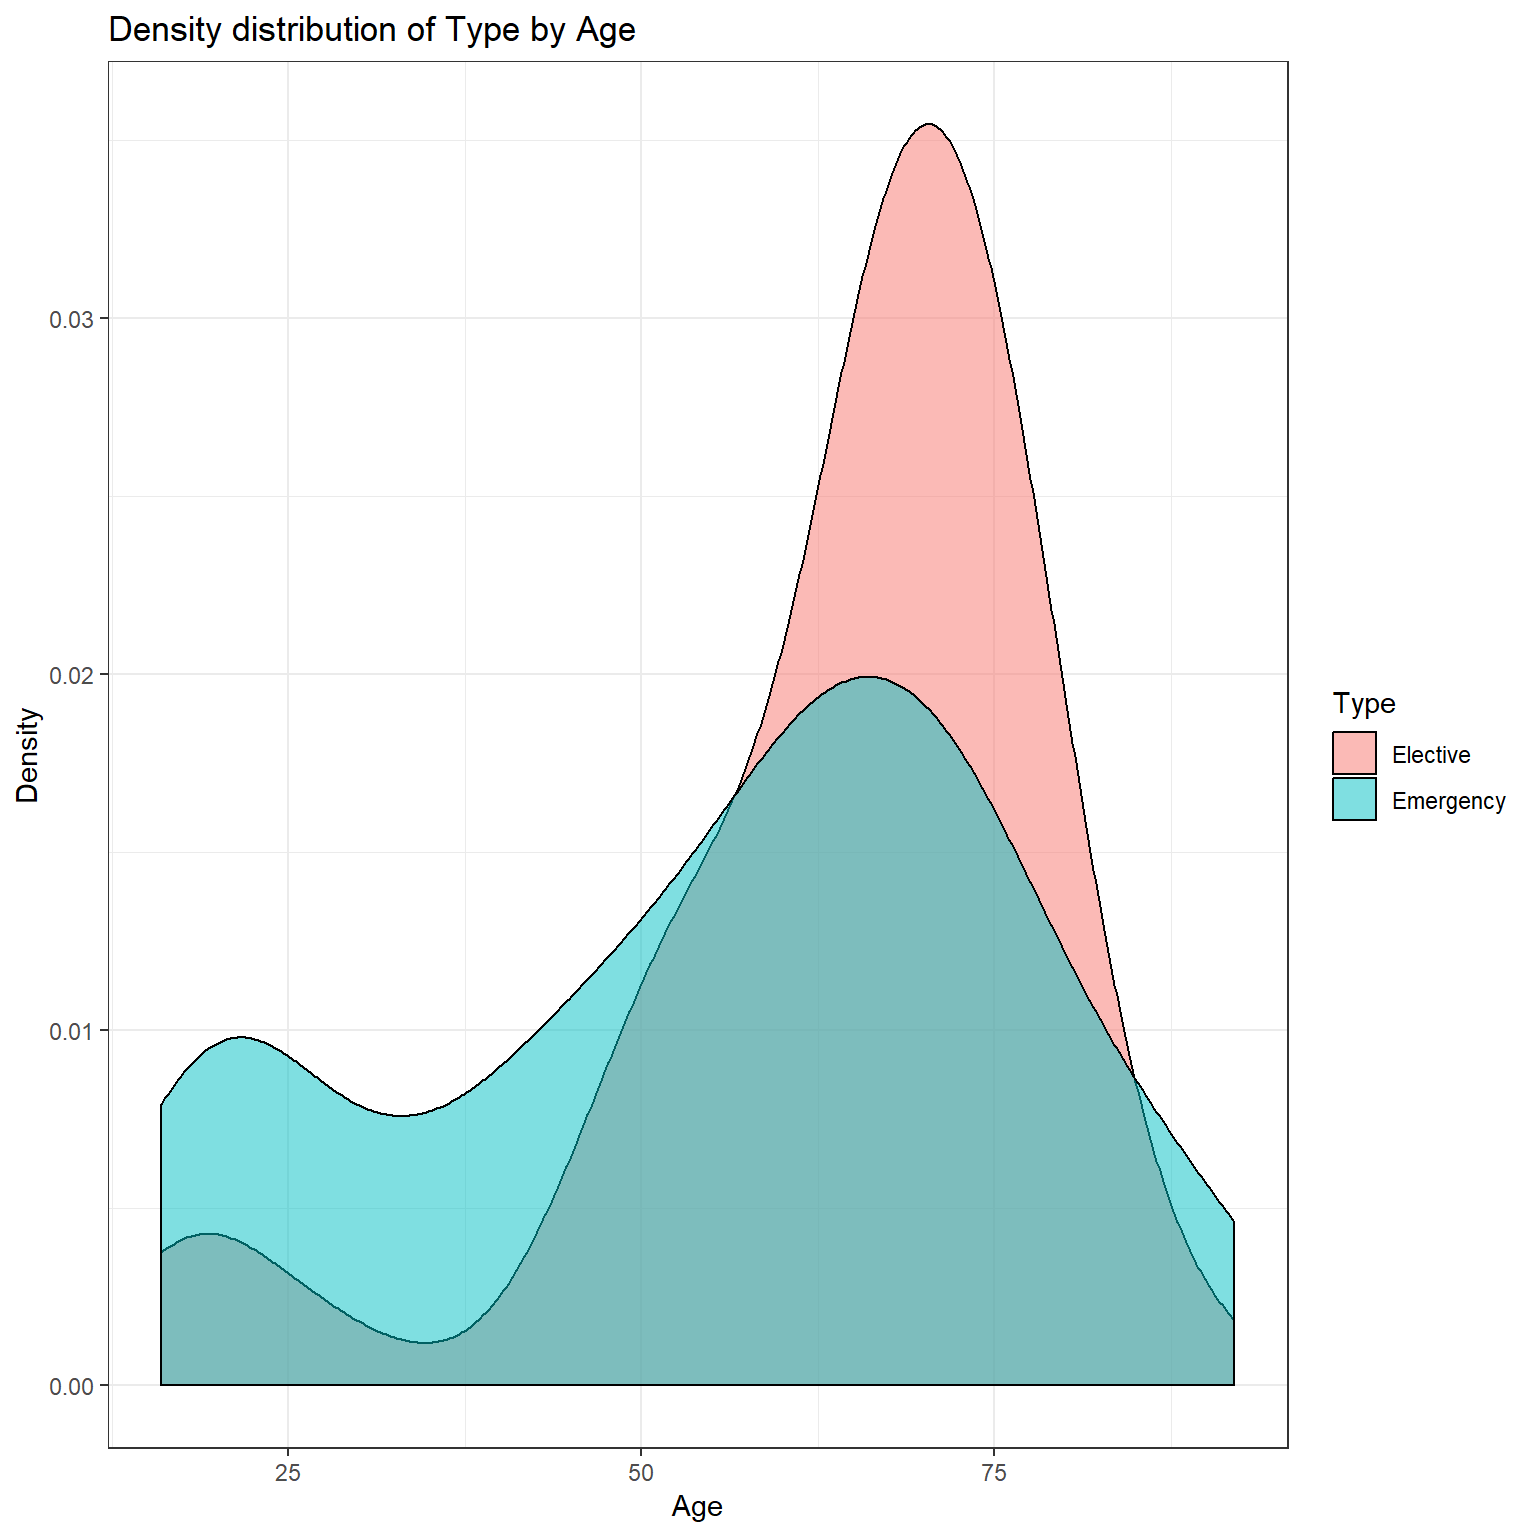 Density distribution of Type by Age
0.03
0.02
0.01
0.00
Density
25 50 75
Age
Type
Elective
Emergency